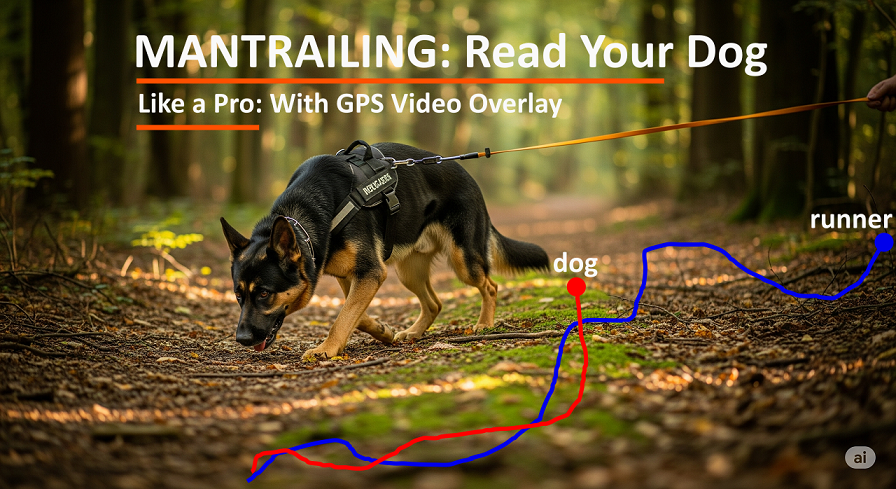 MANTRAILING: Read Your Dog
Like a Pro: With GPS Video Overlay
runner
dog
ai